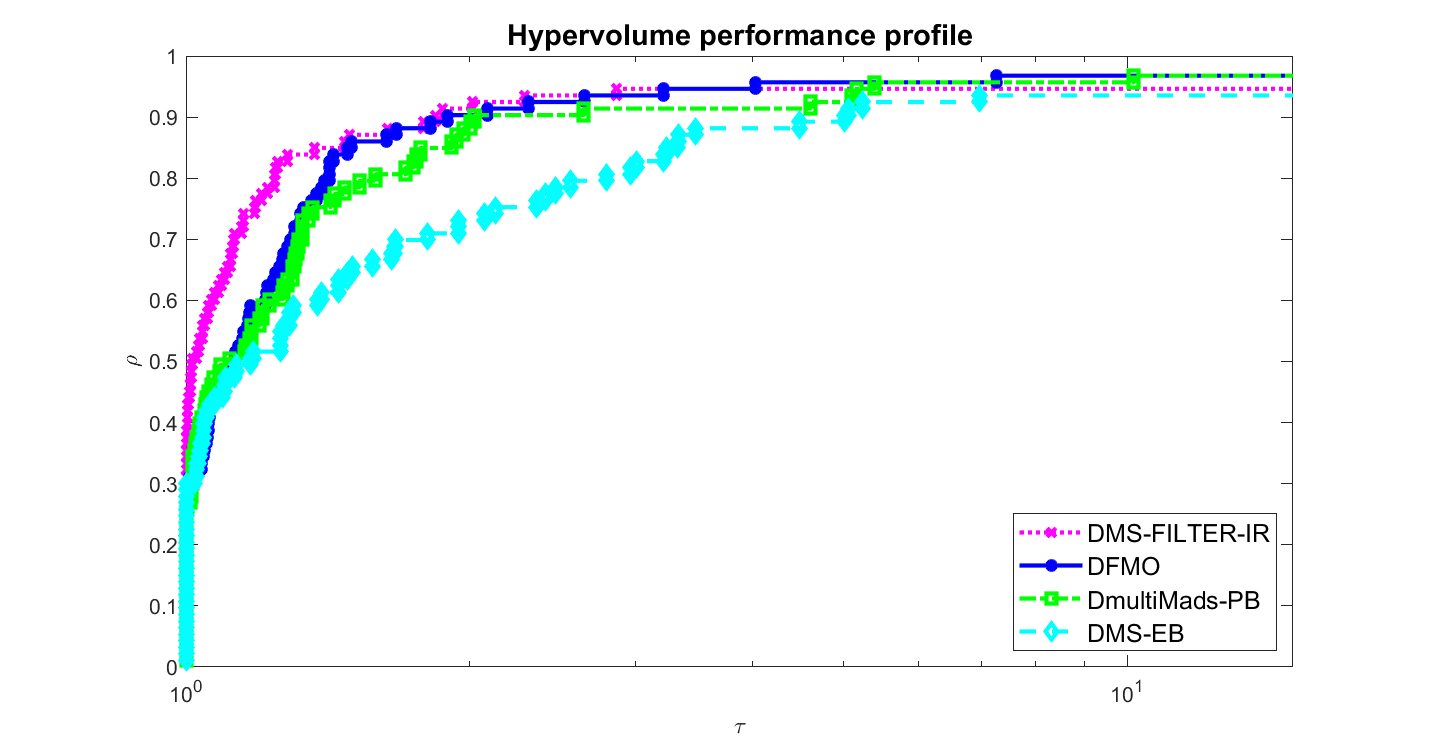 Hypervolume performance profile
1
0.9
0.8
0.7
0.6
0.5
0.4
0.3
0.2
0.1
0
ρ
10^0
10^1
τ
DMS-FILTER-IR
DFMO
DmultiMads-PB
DMS-EB